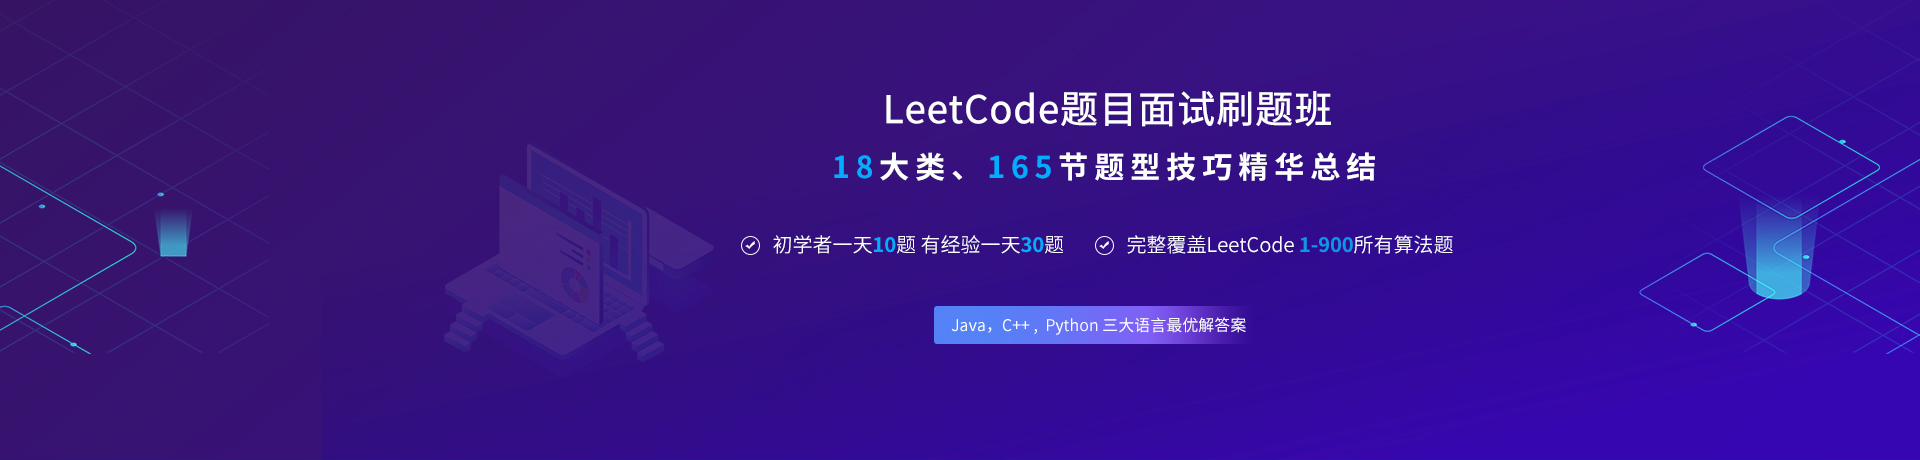 LeetCode题目面试刷题班
18大类、165节题型技巧精华总结
初学者一天10题 有经验一天30题 完整覆盖LeetCode 1-900所有算法题
Java，C++ , Python 三大语言最优解答案